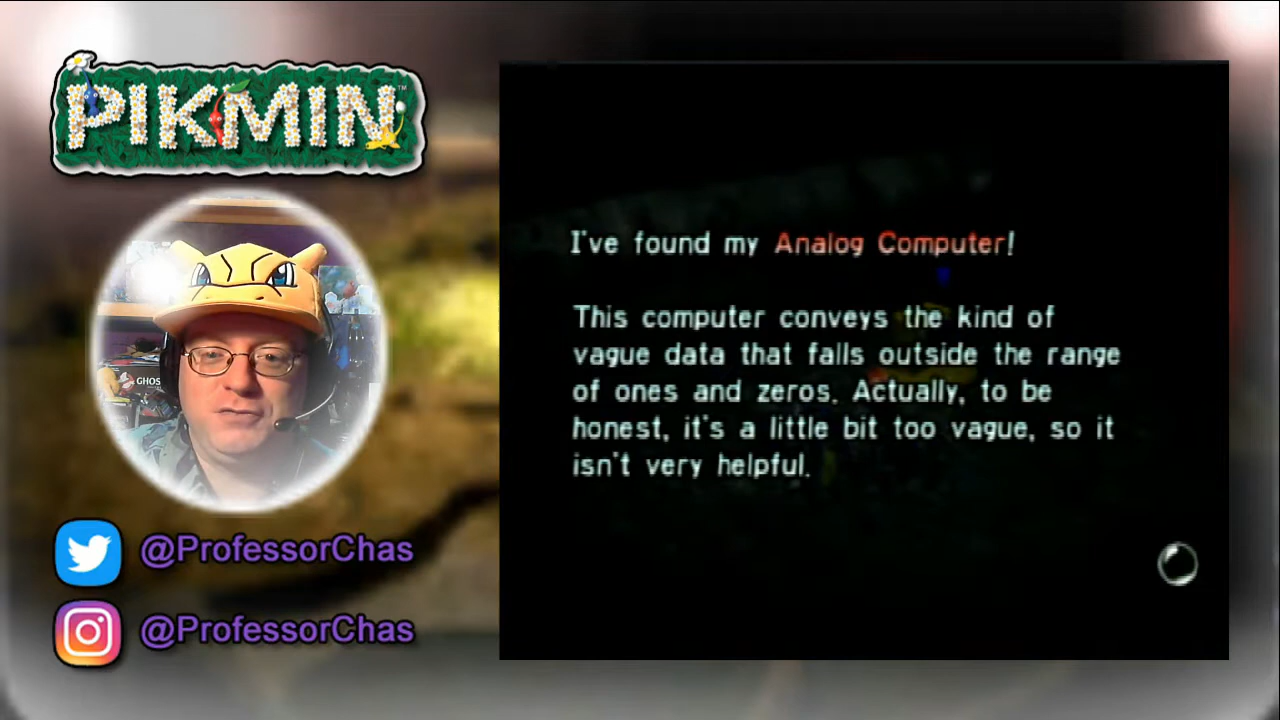 PIKMIN™
GHOS
@ProfessorChas
@ProfessorChas
I've found my Analog Computer!
This computer conveys the kind of
vague data that falls outside the range
of ones and zeros. Actually, to be
honest, it's a little bit too vague, so it
isn't very helpful.